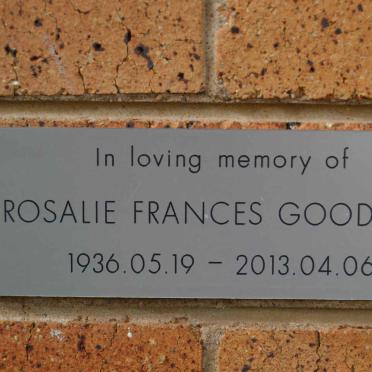 In loving memory of
ROSALIE FRANCES GOOD
1936.05.19 – 2013.04.06